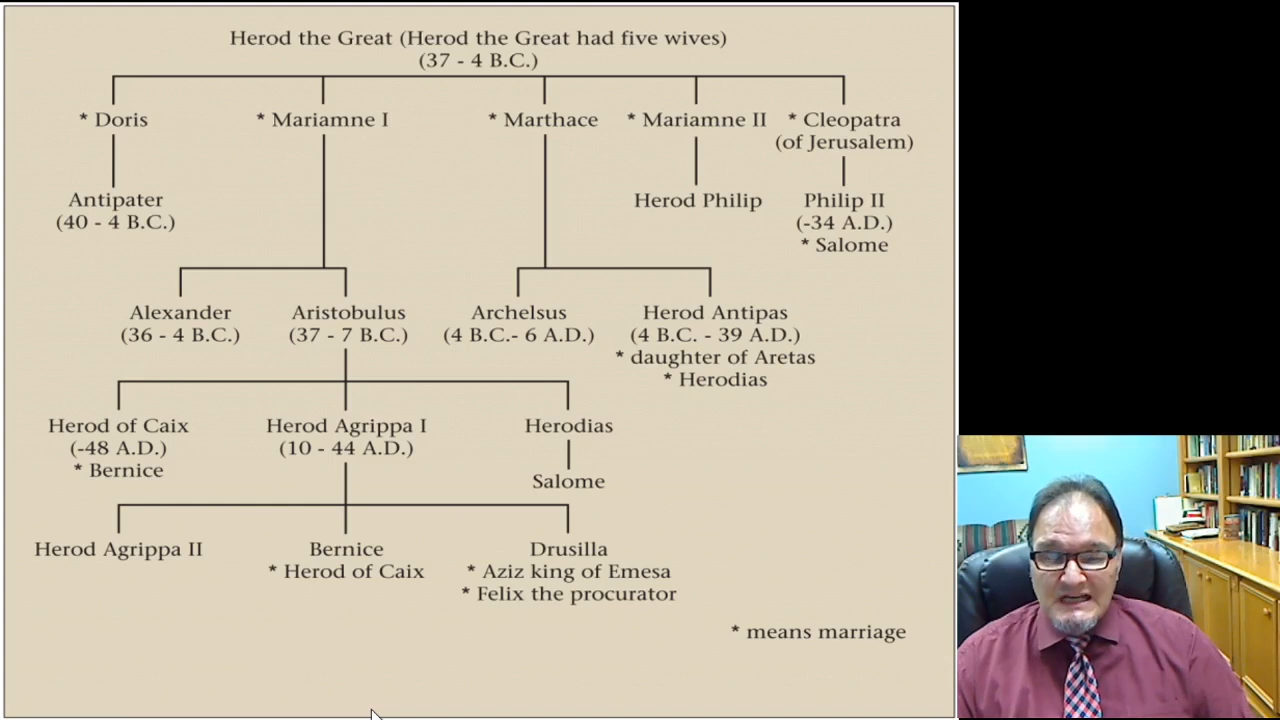 Herod the Great (Herod the Great had five wives)
(37 - 4 B.C.)
* Doris
* Mariamne I
* Marthace
* Mariamne II
* Cleopatra
(of Jerusalem)
Antipater
(40 - 4 B.C.)
Herod Philip
Philip II
(-34 A.D.)
* Salome
Alexander
(36 - 4 B.C.)
Aristobulus
(37 - 7 B.C.)
Archelsus
(4 B.C.- 6 A.D.)
Herod Antipas
(4 B.C. - 39 A.D.)
* daughter of Aretas
* Herodias
Herod of Caix
(-48 A.D.)
* Bernice
Herod Agrippa I
(10 - 44 A.D.)
Herodias
Salome
Herod Agrippa II
Bernice
* Herod of Caix
Drusilla
* Aziz king of Emesa
* Felix the procurator
* means marriage